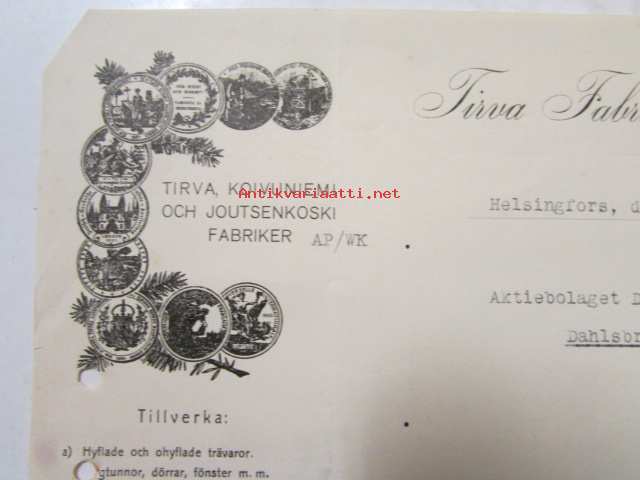 Tirva Fabr
TIRVA, KOIVUNIEMI
OCH JOUTSENKOSKI
FABRIKER AP/WK
Antikvariaatti.net
Helsingfors, d
Aktiebolaget D
Dahlsbr
Tillverka:
a) Hyflade och ohyflade trävaror.
gtunnor, dörrar, fönster m. m.